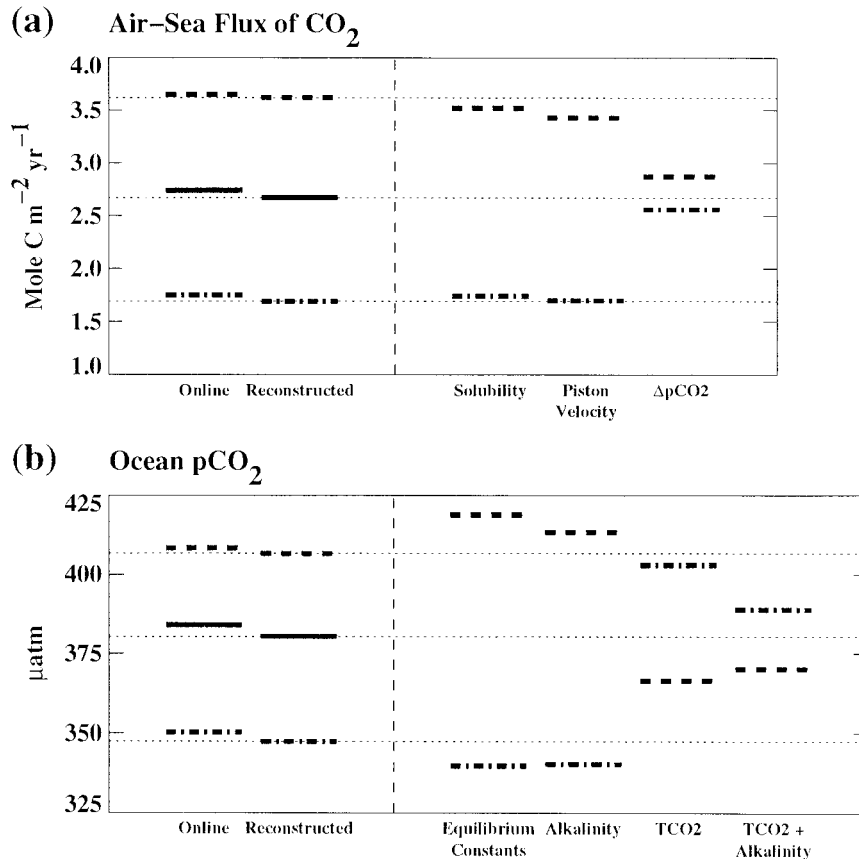 (a) Air–Sea Flux of CO2
Mole C m−2 yr−1
4.0
3.5
3.0
2.5
2.0
1.5
1.0
Online Reconstructed Solubility Piston ΔpCO2
Velocity
(b) Ocean pCO2
μatm
425
400
375
350
325
Online Reconstructed Equilibrium Alkalinity TCO2 TCO2 +
Constants Alkalinity